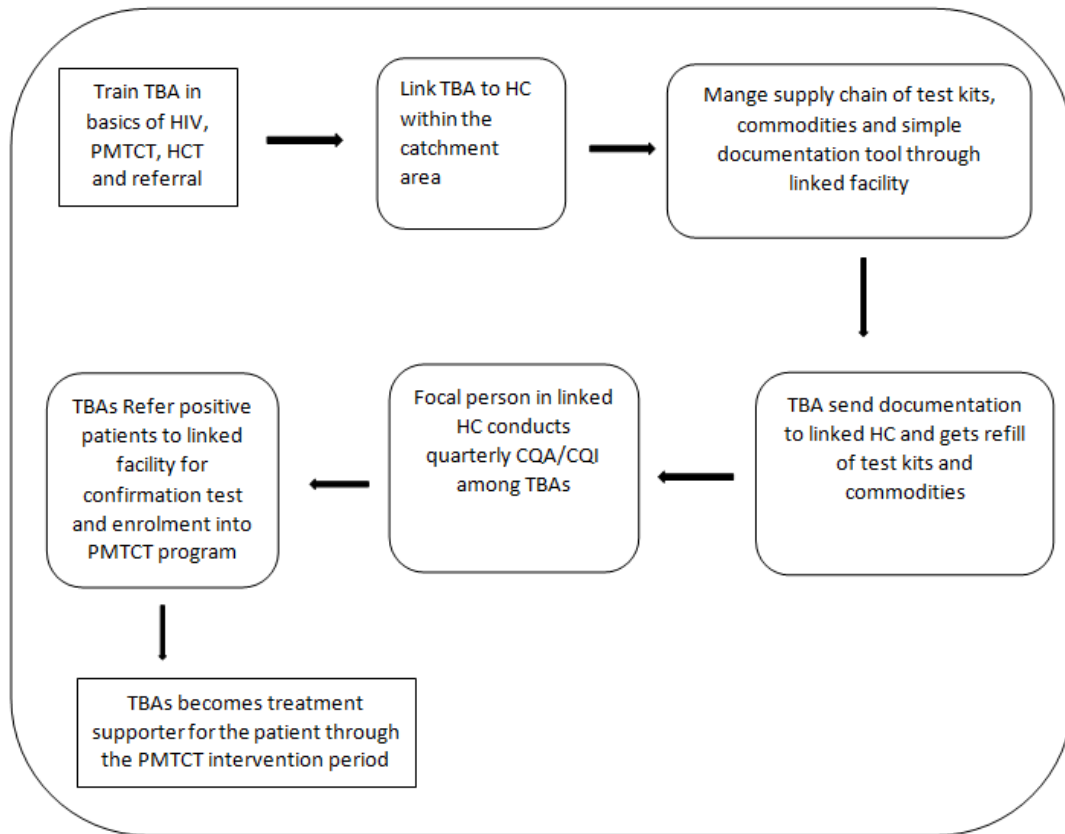 Train TBA in
basics of HIV,
PMTCT, HCT
and referral
Link TBA to HC
within the
catchment
area
Mange supply chain of test kits,
commodities and simple
documentation tool through
linked facility
TBA send documentation
to linked HC and gets refill
of test kits and
commodities
Focal person in linked
HC conducts
quarterly CQA/CQI
among TBAs
TBAs Refer positive
patients to linked
facility for
confirmation test
and enrolment into
PMTCT program
TBAs becomes treatment
supporter for the patient through
the PMTCT intervention period